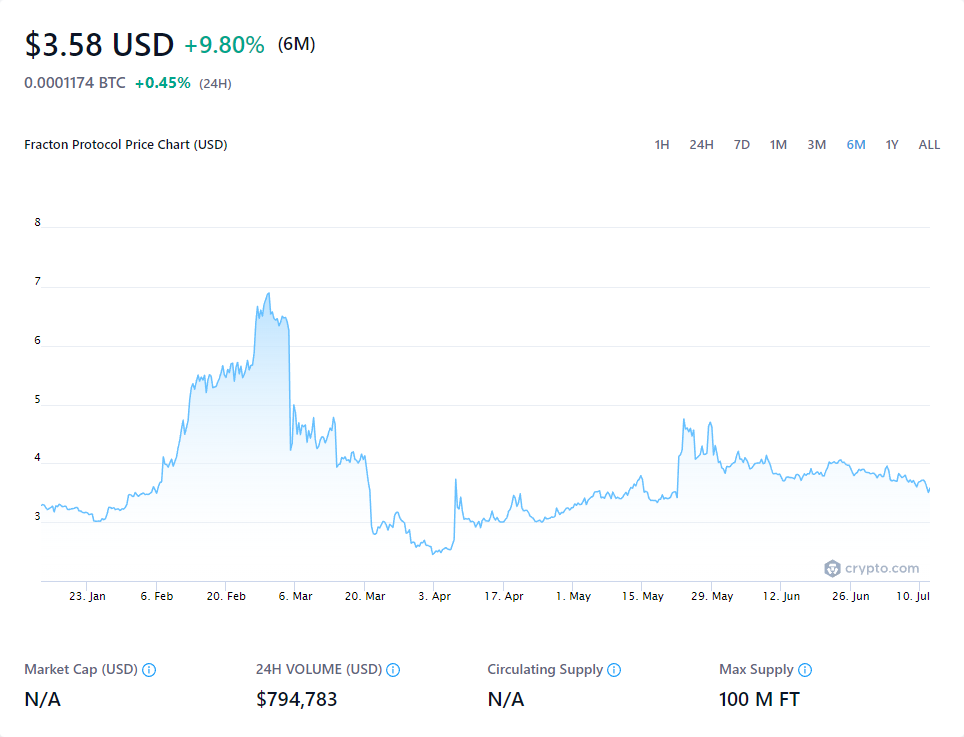 $3.58 USD +9.80% (6M)
0.0001174 BTC +0.45% (24H)
Fracton Protocol Price Chart (USD) 1H 24H 7D 1M 3M 6M 1Y ALL
8
7
6
5
4
3
crypto.com
23. Jan 6. Feb 20. Feb 6. Mar 20. Mar 3. Apr 17. Apr 1. May 15. May 29. May 12. Jun 26. Jun 10. Jul
Market Cap (USD) 24H VOLUME (USD) Circulating Supply Max Supply
N/A $794,783 N/A 100 M FT